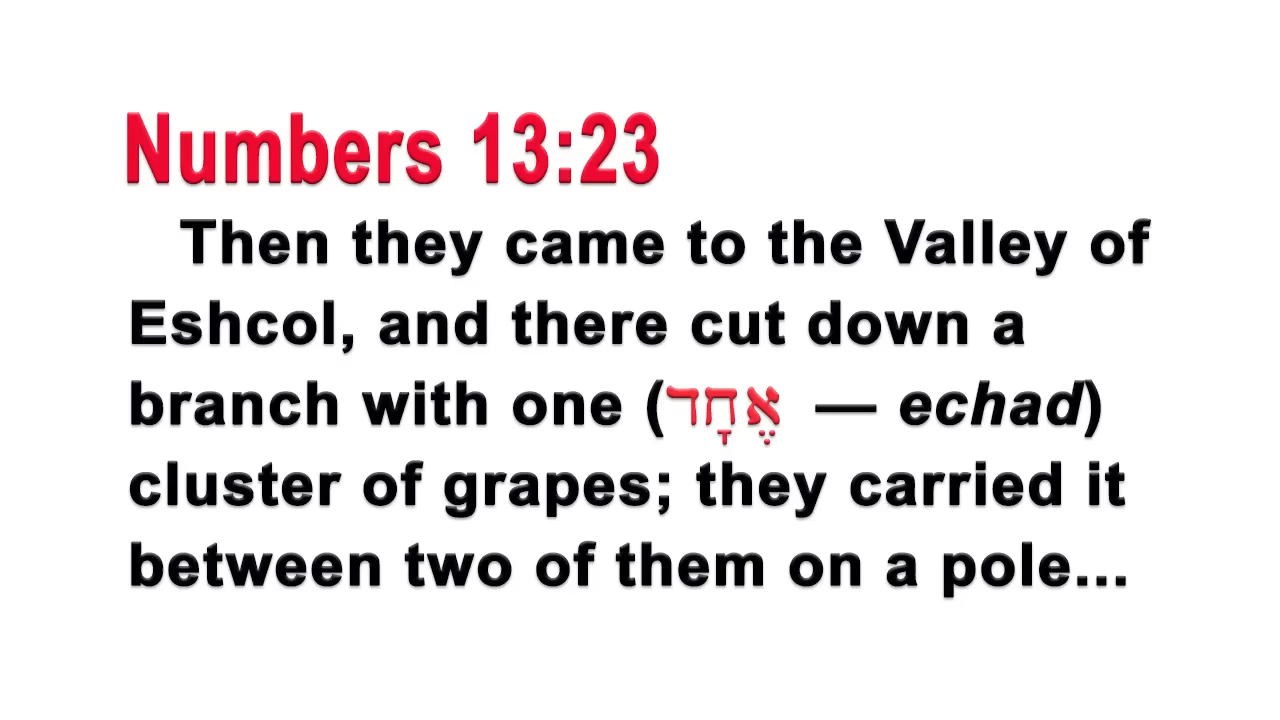 Numbers 13:23
Then they came to the Valley of
Eshcol, and there cut down a
branch with one (אֶחָד — echad)
cluster of grapes; they carried it
between two of them on a pole...